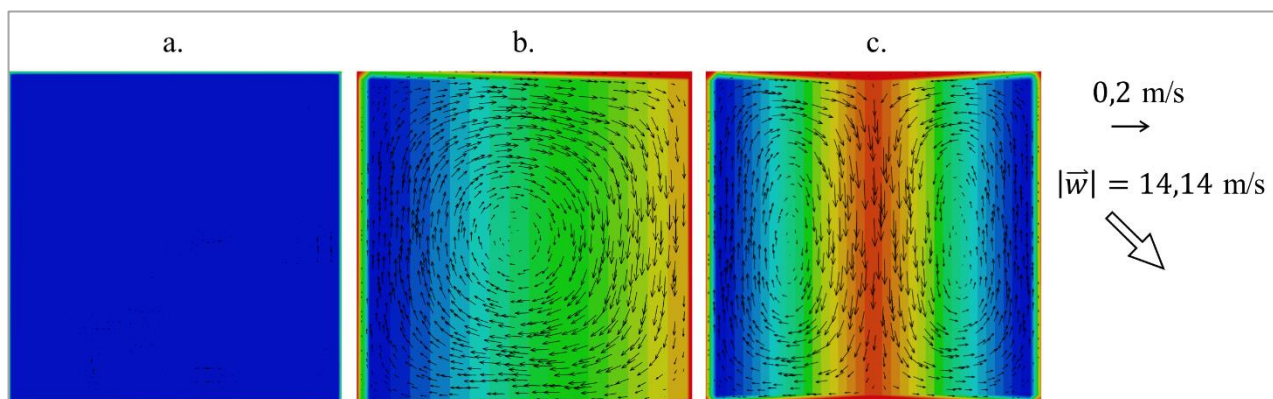 a. b. c.
0,2 m/s
|w⃗| = 14,14 m/s